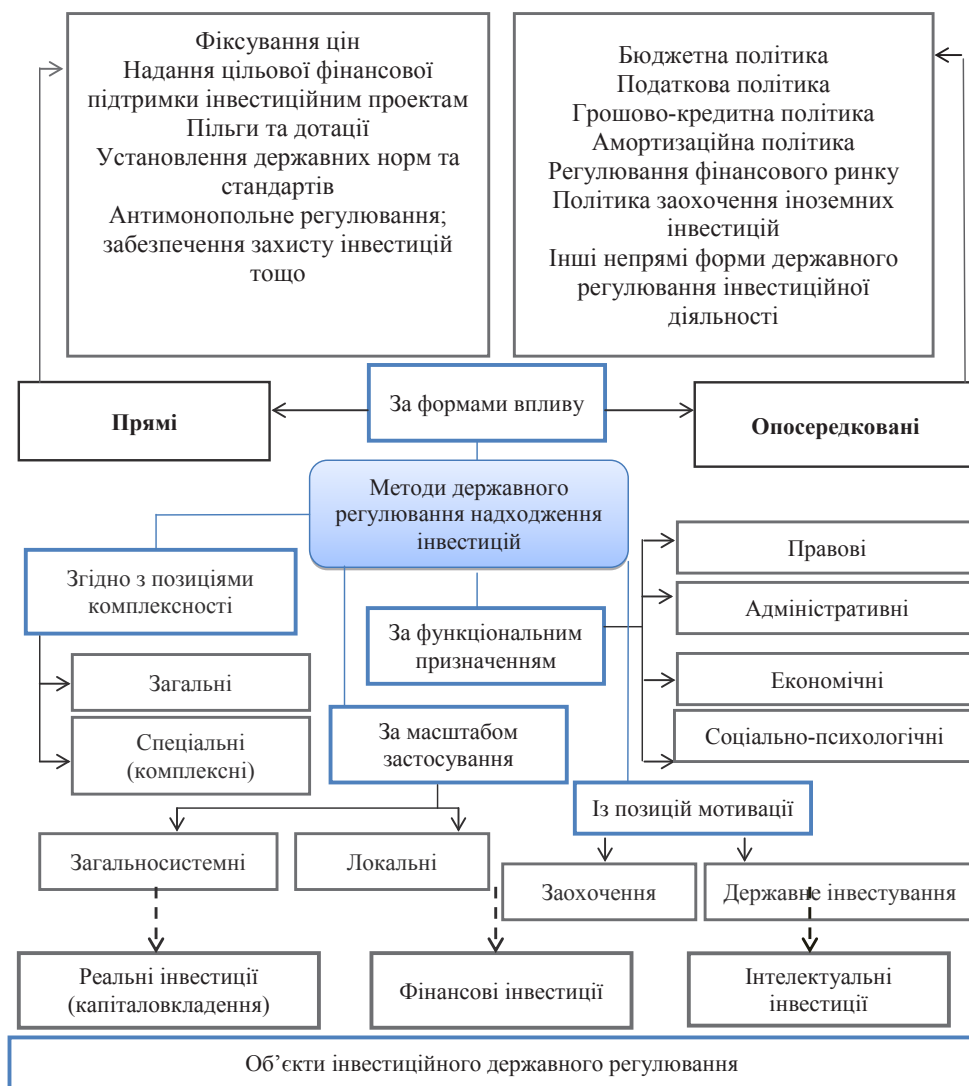 Фіксування цін
Надання цільової фінансової
підтримки інвестиційним проектам
Пільги та дотації
Установлення державних норм та
стандартів
Антимонопольне регулювання;
забезпечення захисту інвестицій
тощо
Бюджетна політика
Податкова політика
Грошово-кредитна політика
Амортизаційна політика
Регулювання фінансового ринку
Політика заохочення іноземних
інвестицій
Інші непрямі форми державного
регулювання інвестиційної
діяльності
Прямі
За формами впливу
Опосередковані
Методи державного
регулювання надходження
інвестицій
Згідно з позиціями
комплексності
Загальні
Спеціальні
(комплексні)
За функціональним
призначенням
Правові
Адміністративні
Економічні
Соціально-психологічні
За масштабом
застосування
Із позицій мотивації
Загальносистемні
Локальні
Заохочення
Державне інвестування
Реальні інвестиції
(капіталовкладення)
Фінансові інвестиції
Інтелектуальні
інвестиції
Об’єкти інвестиційного державного регулювання